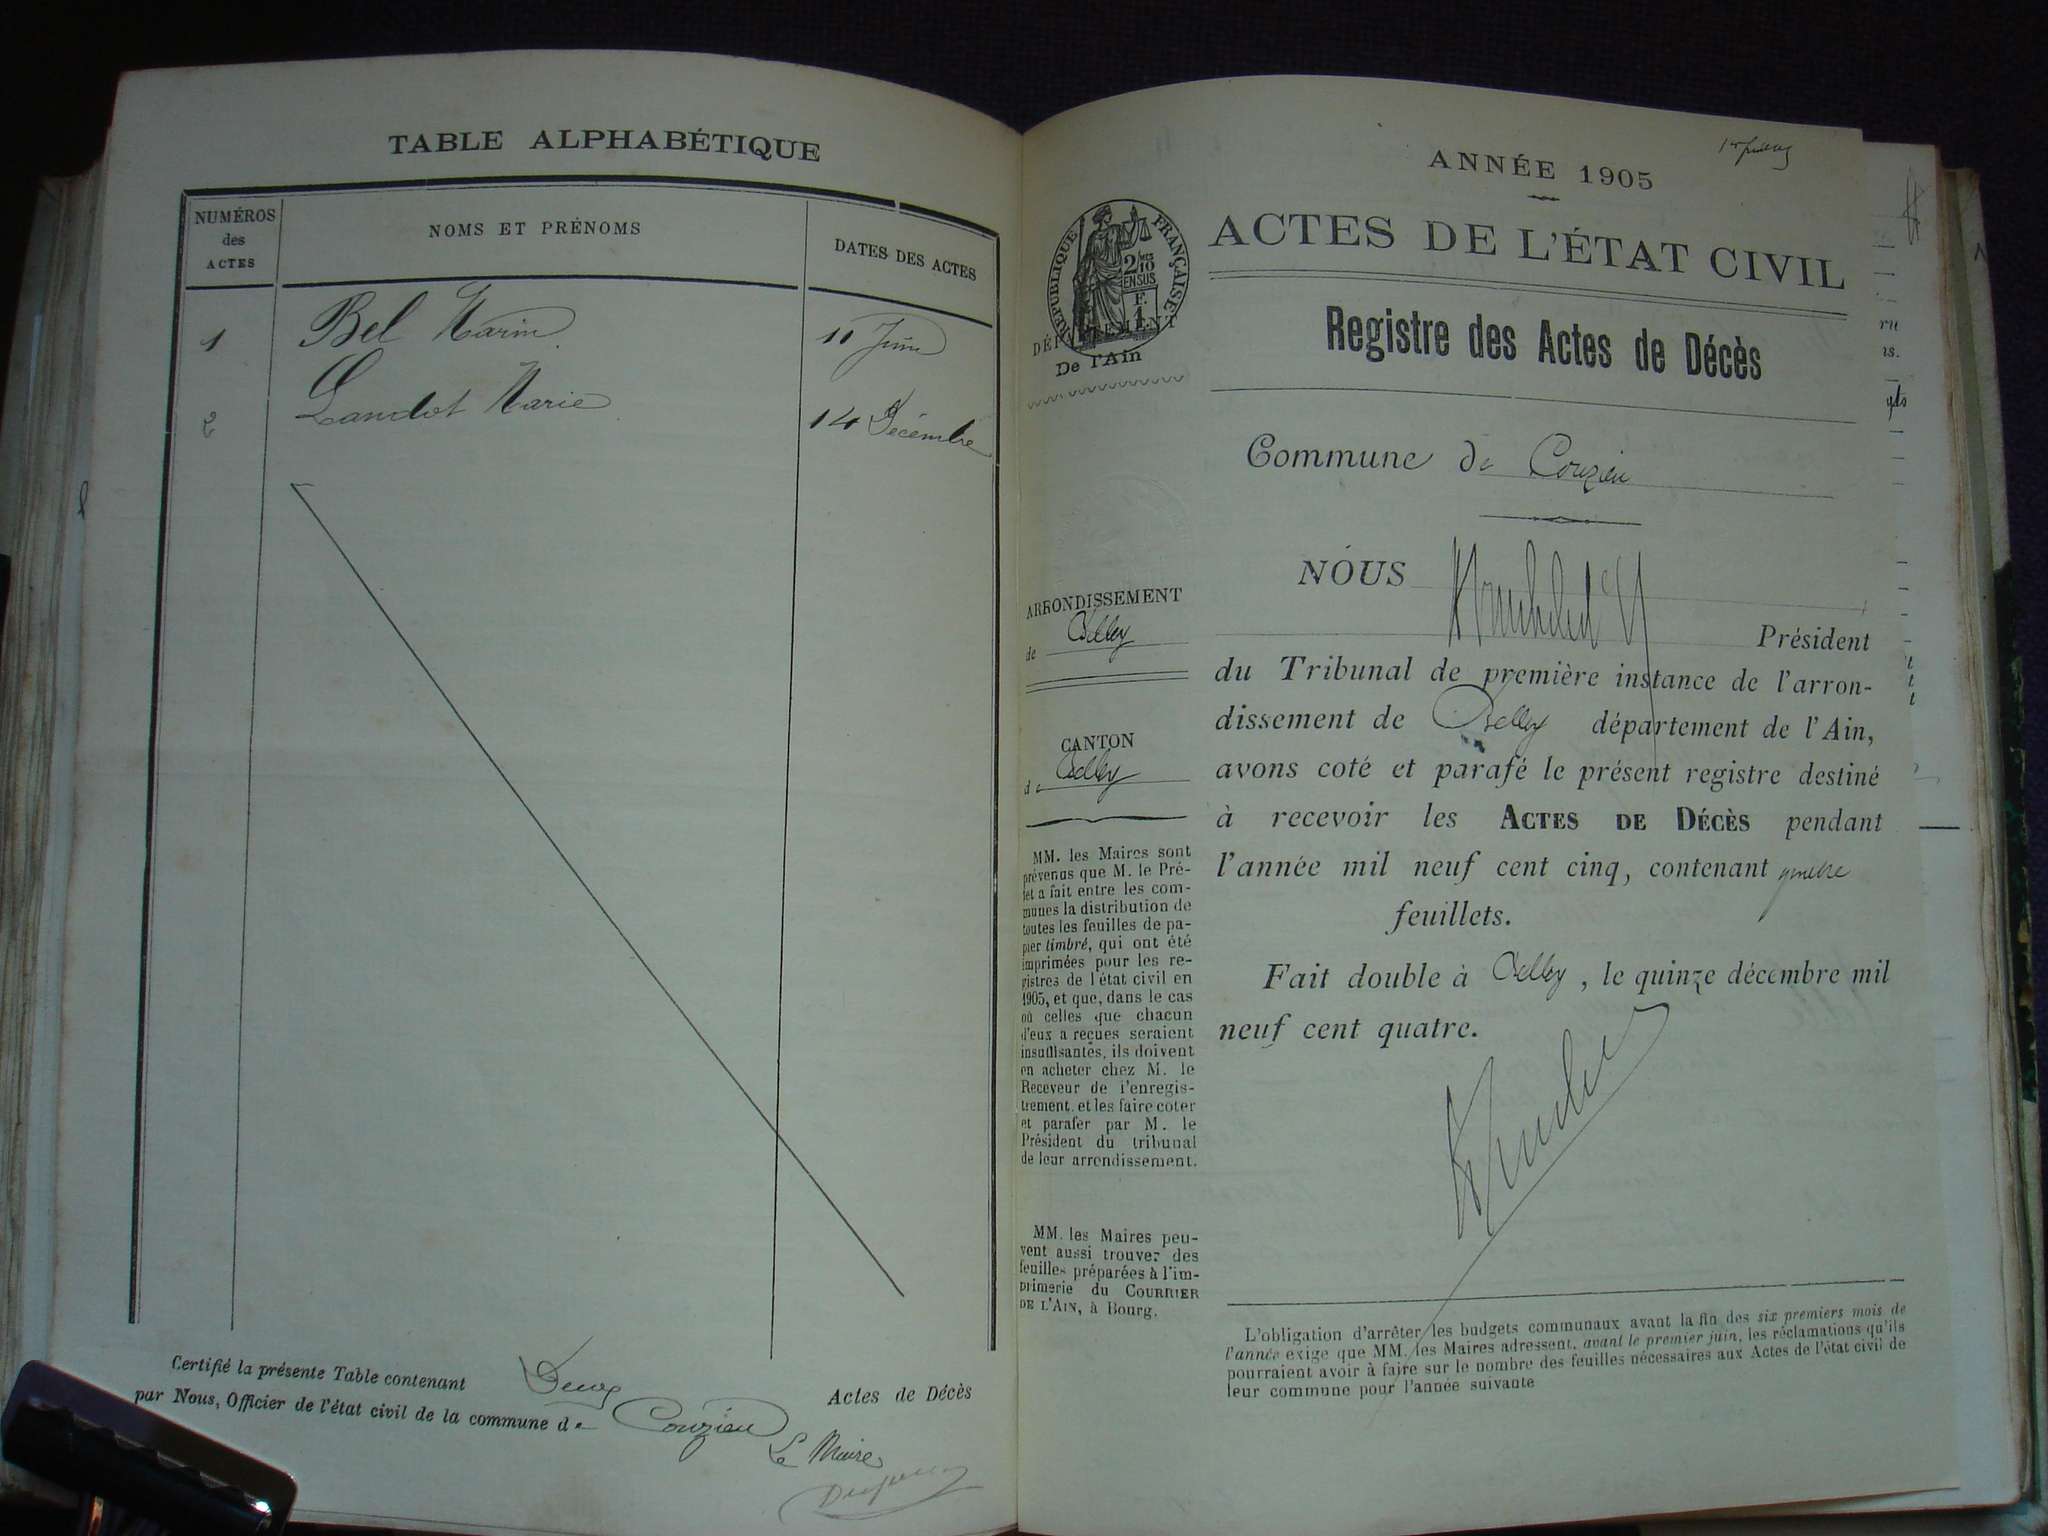 TABLE ALPHABÉTIQUE
NUMÉROS des ACTES
NOMS ET PRÉNOMS
DATES DES ACTES
1 Bel Marin 11 Juin
2 Landot Marie 14 Décembre
Certifié la présente Table contenant Deux Actes de Décès
par Nous, Officier de l'état civil de la commune de Couzieu
Le Maire
1er feuillet
ANNÉE 1905
ACTES DE L'ÉTAT CIVIL
RÉPUBLIQUE FRANÇAISE
2/10 EN SUS
F. 1
DÉPARTEMENT
De l'Ain
Registre des Actes de Décès
Commune de Couzieu
ARRONDISSEMENT
de Belley
CANTON
de Belley
MM. les Maires sont
prévenus que M. le Pré-
fet a fait entre les com-
munes la distribution de
toutes les feuilles de pa-
pier timbré, qui ont été
imprimées pour les re-
gistres de l'état civil en
1905, et que, dans le cas
où celles que chacun
d'eux a reçues seraient
insuffisantes, ils doivent
en acheter chez M. le
Receveur de l'enregis-
trement, et les faire coter
et parafer par M. le
Président du tribunal
de leur arrondissement.
MM. les Maires peu-
vent aussi trouver des
feuilles préparées à l'im-
primerie du COURRIER
DE L'AIN, à Bourg.
NOUS
Président
du Tribunal de première instance de l'arron-
dissement de Belley département de l'Ain,
avons coté et parafé le présent registre destiné
à recevoir les ACTES DE DÉCÈS pendant
l'année mil neuf cent cinq, contenant
feuillets.
Fait double à Belley, le quinze décembre mil
neuf cent quatre.
L'obligation d'arrêter les budgets communaux avant la fin des six premiers mois de
l'année exige que MM. les Maires adressent, avant le premier juin, les réclamations qu'ils
pourraient avoir à faire sur le nombre des feuilles nécessaires aux Actes de l'état civil de
leur commune pour l'année suivante